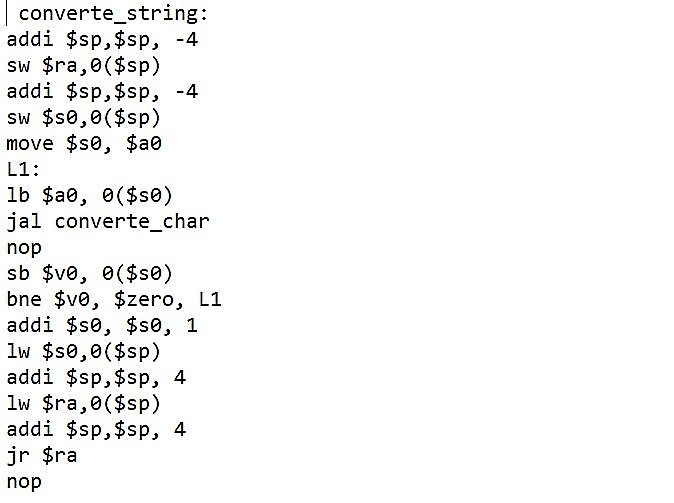 converte_string:
addi $sp,$sp, -4
sw $ra,0($sp)
addi $sp,$sp, -4
sw $s0,0($sp)
move $s0, $a0
L1:
lb $a0, 0($s0)
jal converte_char
nop
sb $v0, 0($s0)
bne $v0, $zero, L1
addi $s0, $s0, 1
lw $s0,0($sp)
addi $sp,$sp, 4
lw $ra,0($sp)
addi $sp,$sp, 4
jr $ra
nop